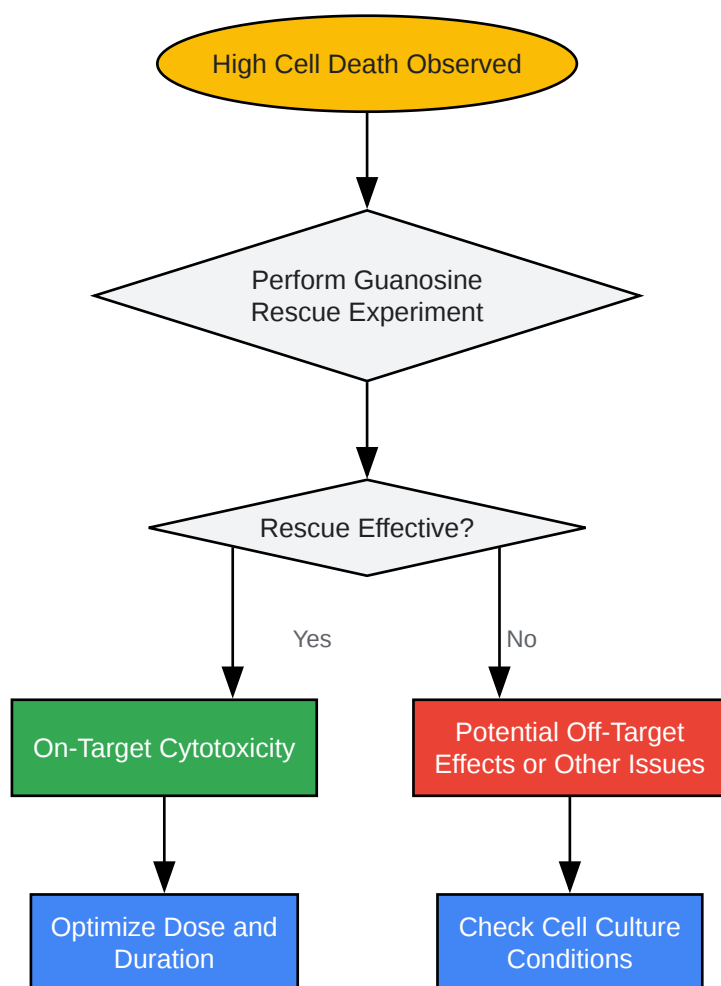 High Cell Death Observed
Perform Guanosine
Rescue Experiment
Rescue Effective?
Yes
No
On-Target Cytotoxicity
Potential Off-Target
Effects or Other Issues
Optimize Dose and
Duration
Check Cell Culture
Conditions